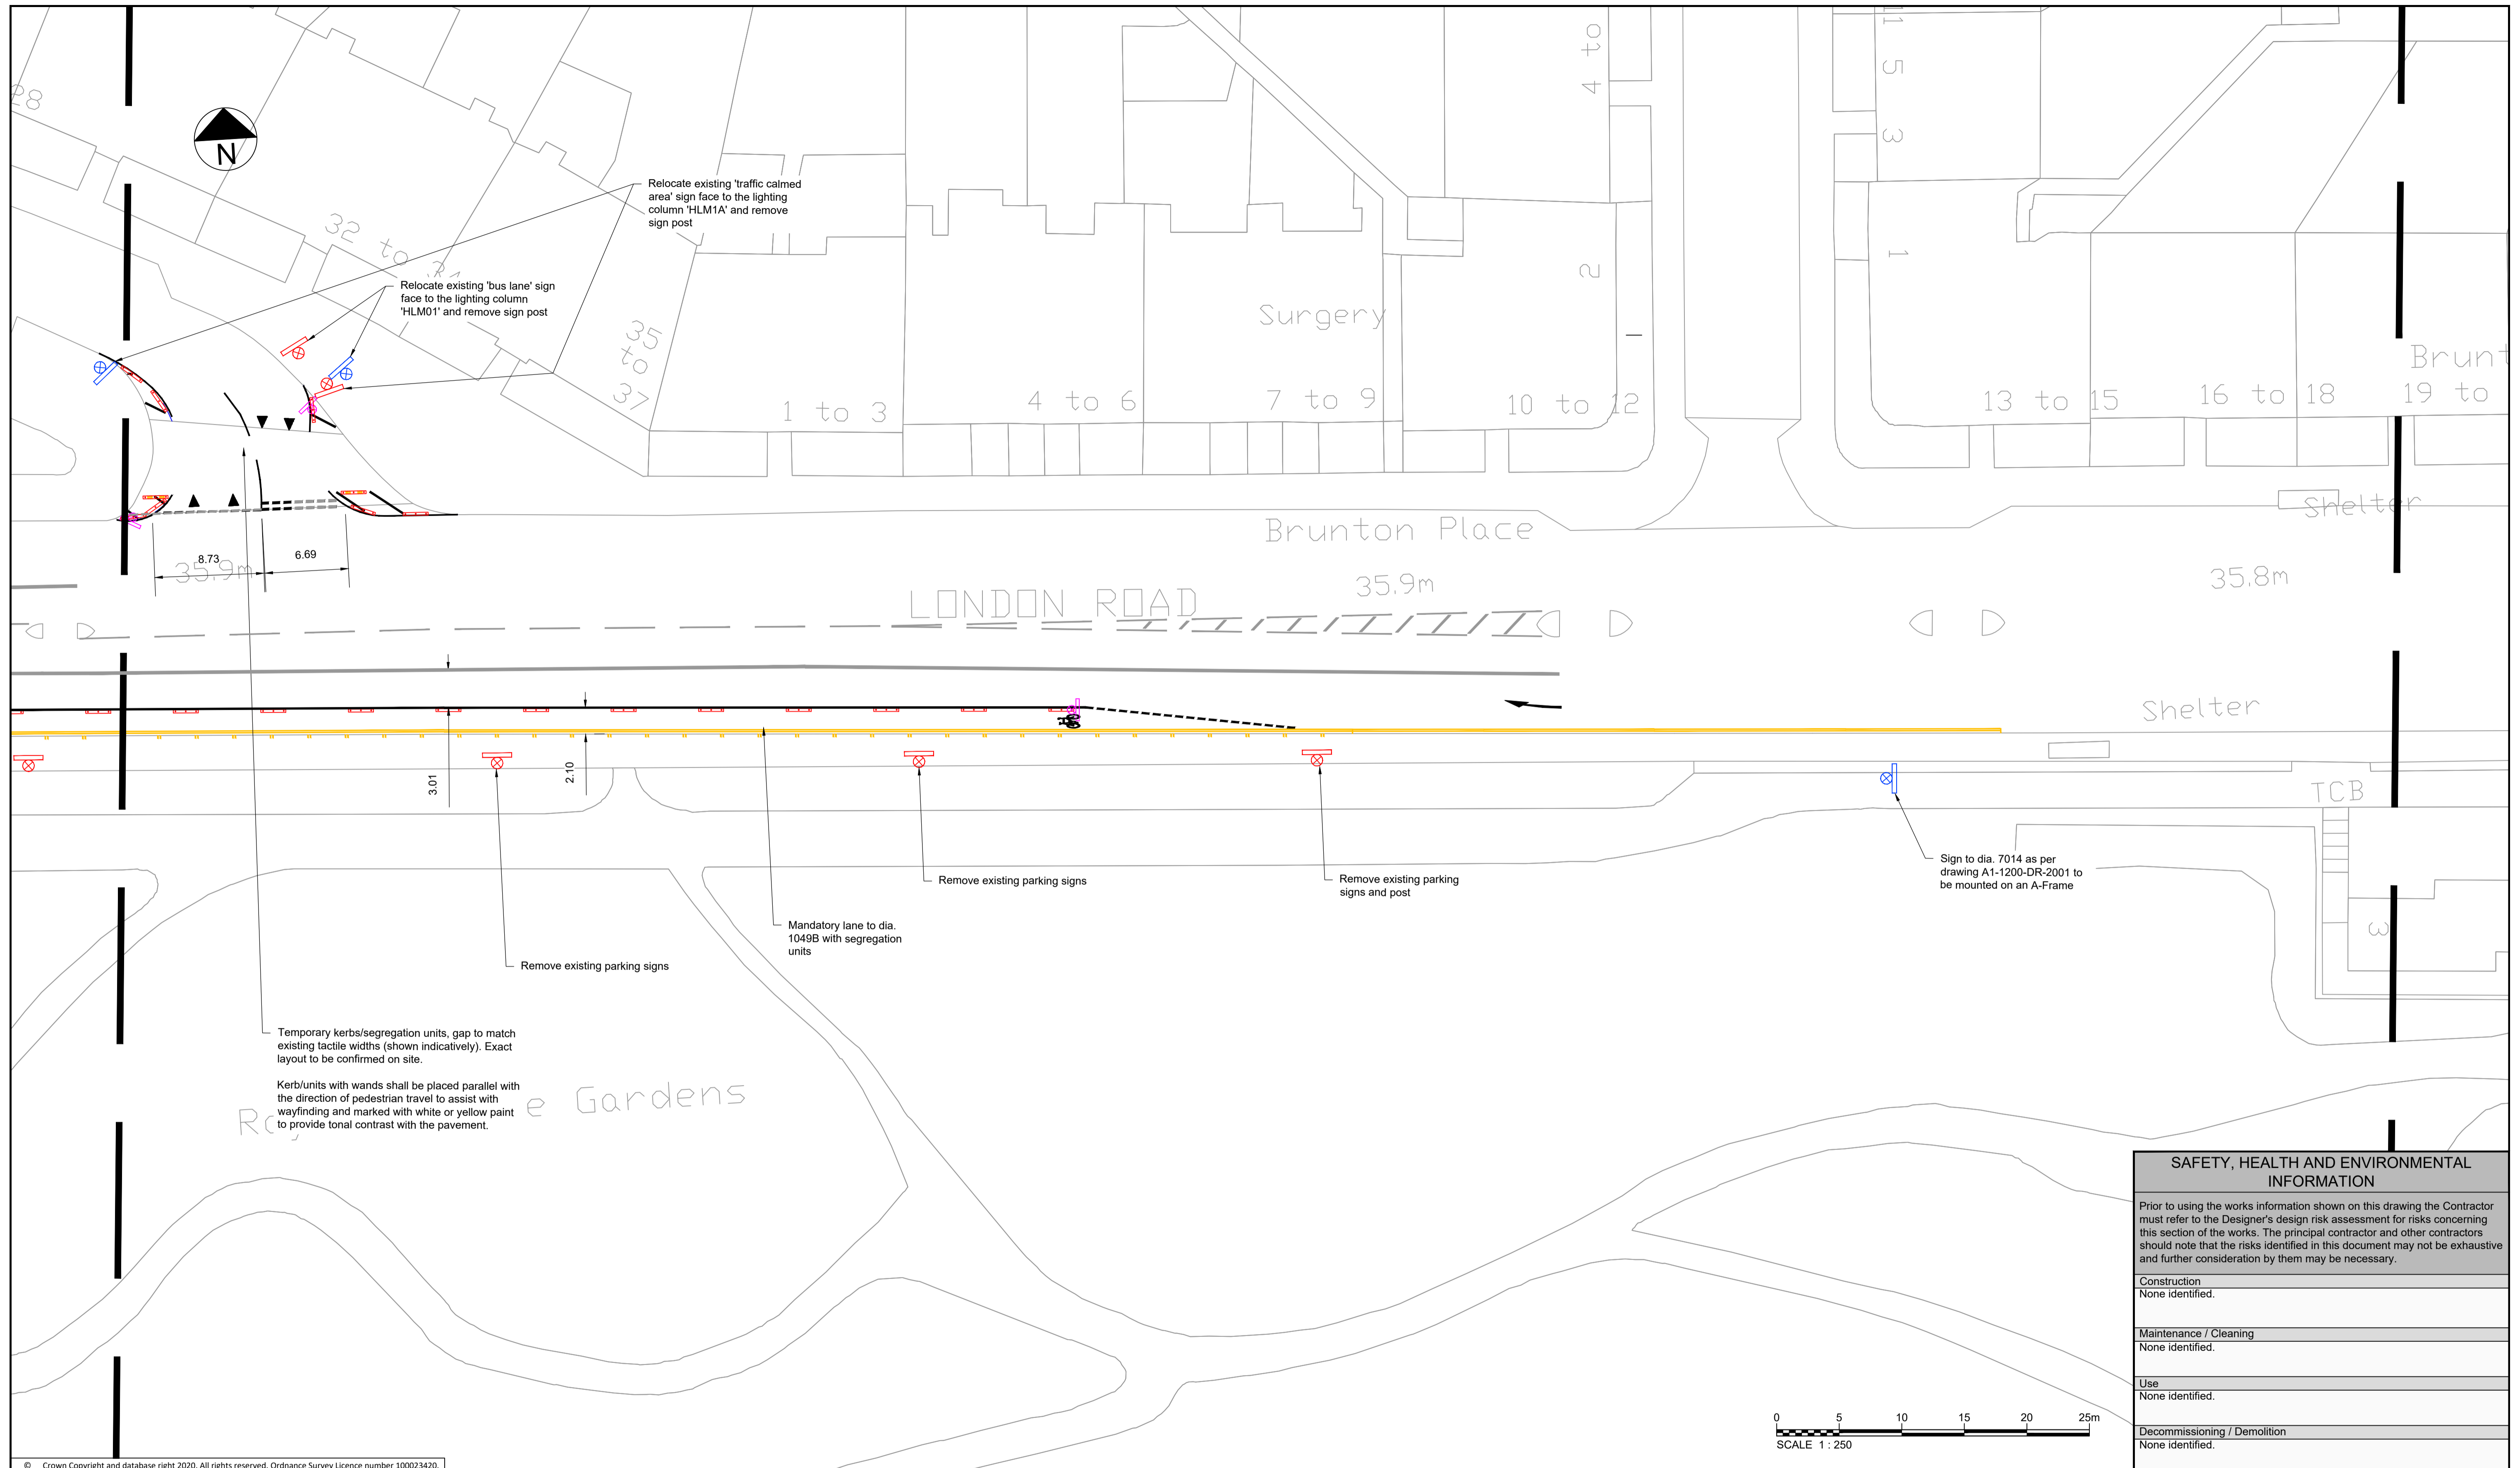 28
N
32 to 34
35
to
37
Relocate existing 'traffic calmed
area' sign face to the lighting
column 'HLM1A' and remove
sign post
Relocate existing 'bus lane' sign
face to the lighting column
'HLM01' and remove sign post
4 to
2
11
5
3
1
Surgery
1 to 3
4 to 6
7 to 9
10 to 12
13 to 15
16 to 18
Brunt
19 to
Shelter
Brunton Place
8.73
6.69
35.9m
35.9m
35.8m
LONDON ROAD
Shelter
3.01
2.10
TCB
3
Sign to dia. 7014 as per
drawing A1-1200-DR-2001 to
be mounted on an A-Frame
Remove existing parking signs
Remove existing parking
signs and post
Mandatory lane to dia.
1049B with segregation
units
Remove existing parking signs
Temporary kerbs/segregation units, gap to match
existing tactile widths (shown indicatively). Exact
layout to be confirmed on site.
Kerb/units with wands shall be placed parallel with
the direction of pedestrian travel to assist with
wayfinding and marked with white or yellow paint
to provide tonal contrast with the pavement.
e Gardens
0 5 10 15 20 25m
SCALE 1 : 250
SAFETY, HEALTH AND ENVIRONMENTAL
INFORMATION
Prior to using the works information shown on this drawing the Contractor
must refer to the Designer's design risk assessment for risks concerning
this section of the works. The principal contractor and other contractors
should note that the risks identified in this document may not be exhaustive
and further consideration by them may be necessary.
Construction
None identified.
Maintenance / Cleaning
None identified.
Use
None identified.
Decommissioning / Demolition
None identified.
© Crown Copyright and database right 2020. All rights reserved. Ordnance Survey Licence number 100023420.